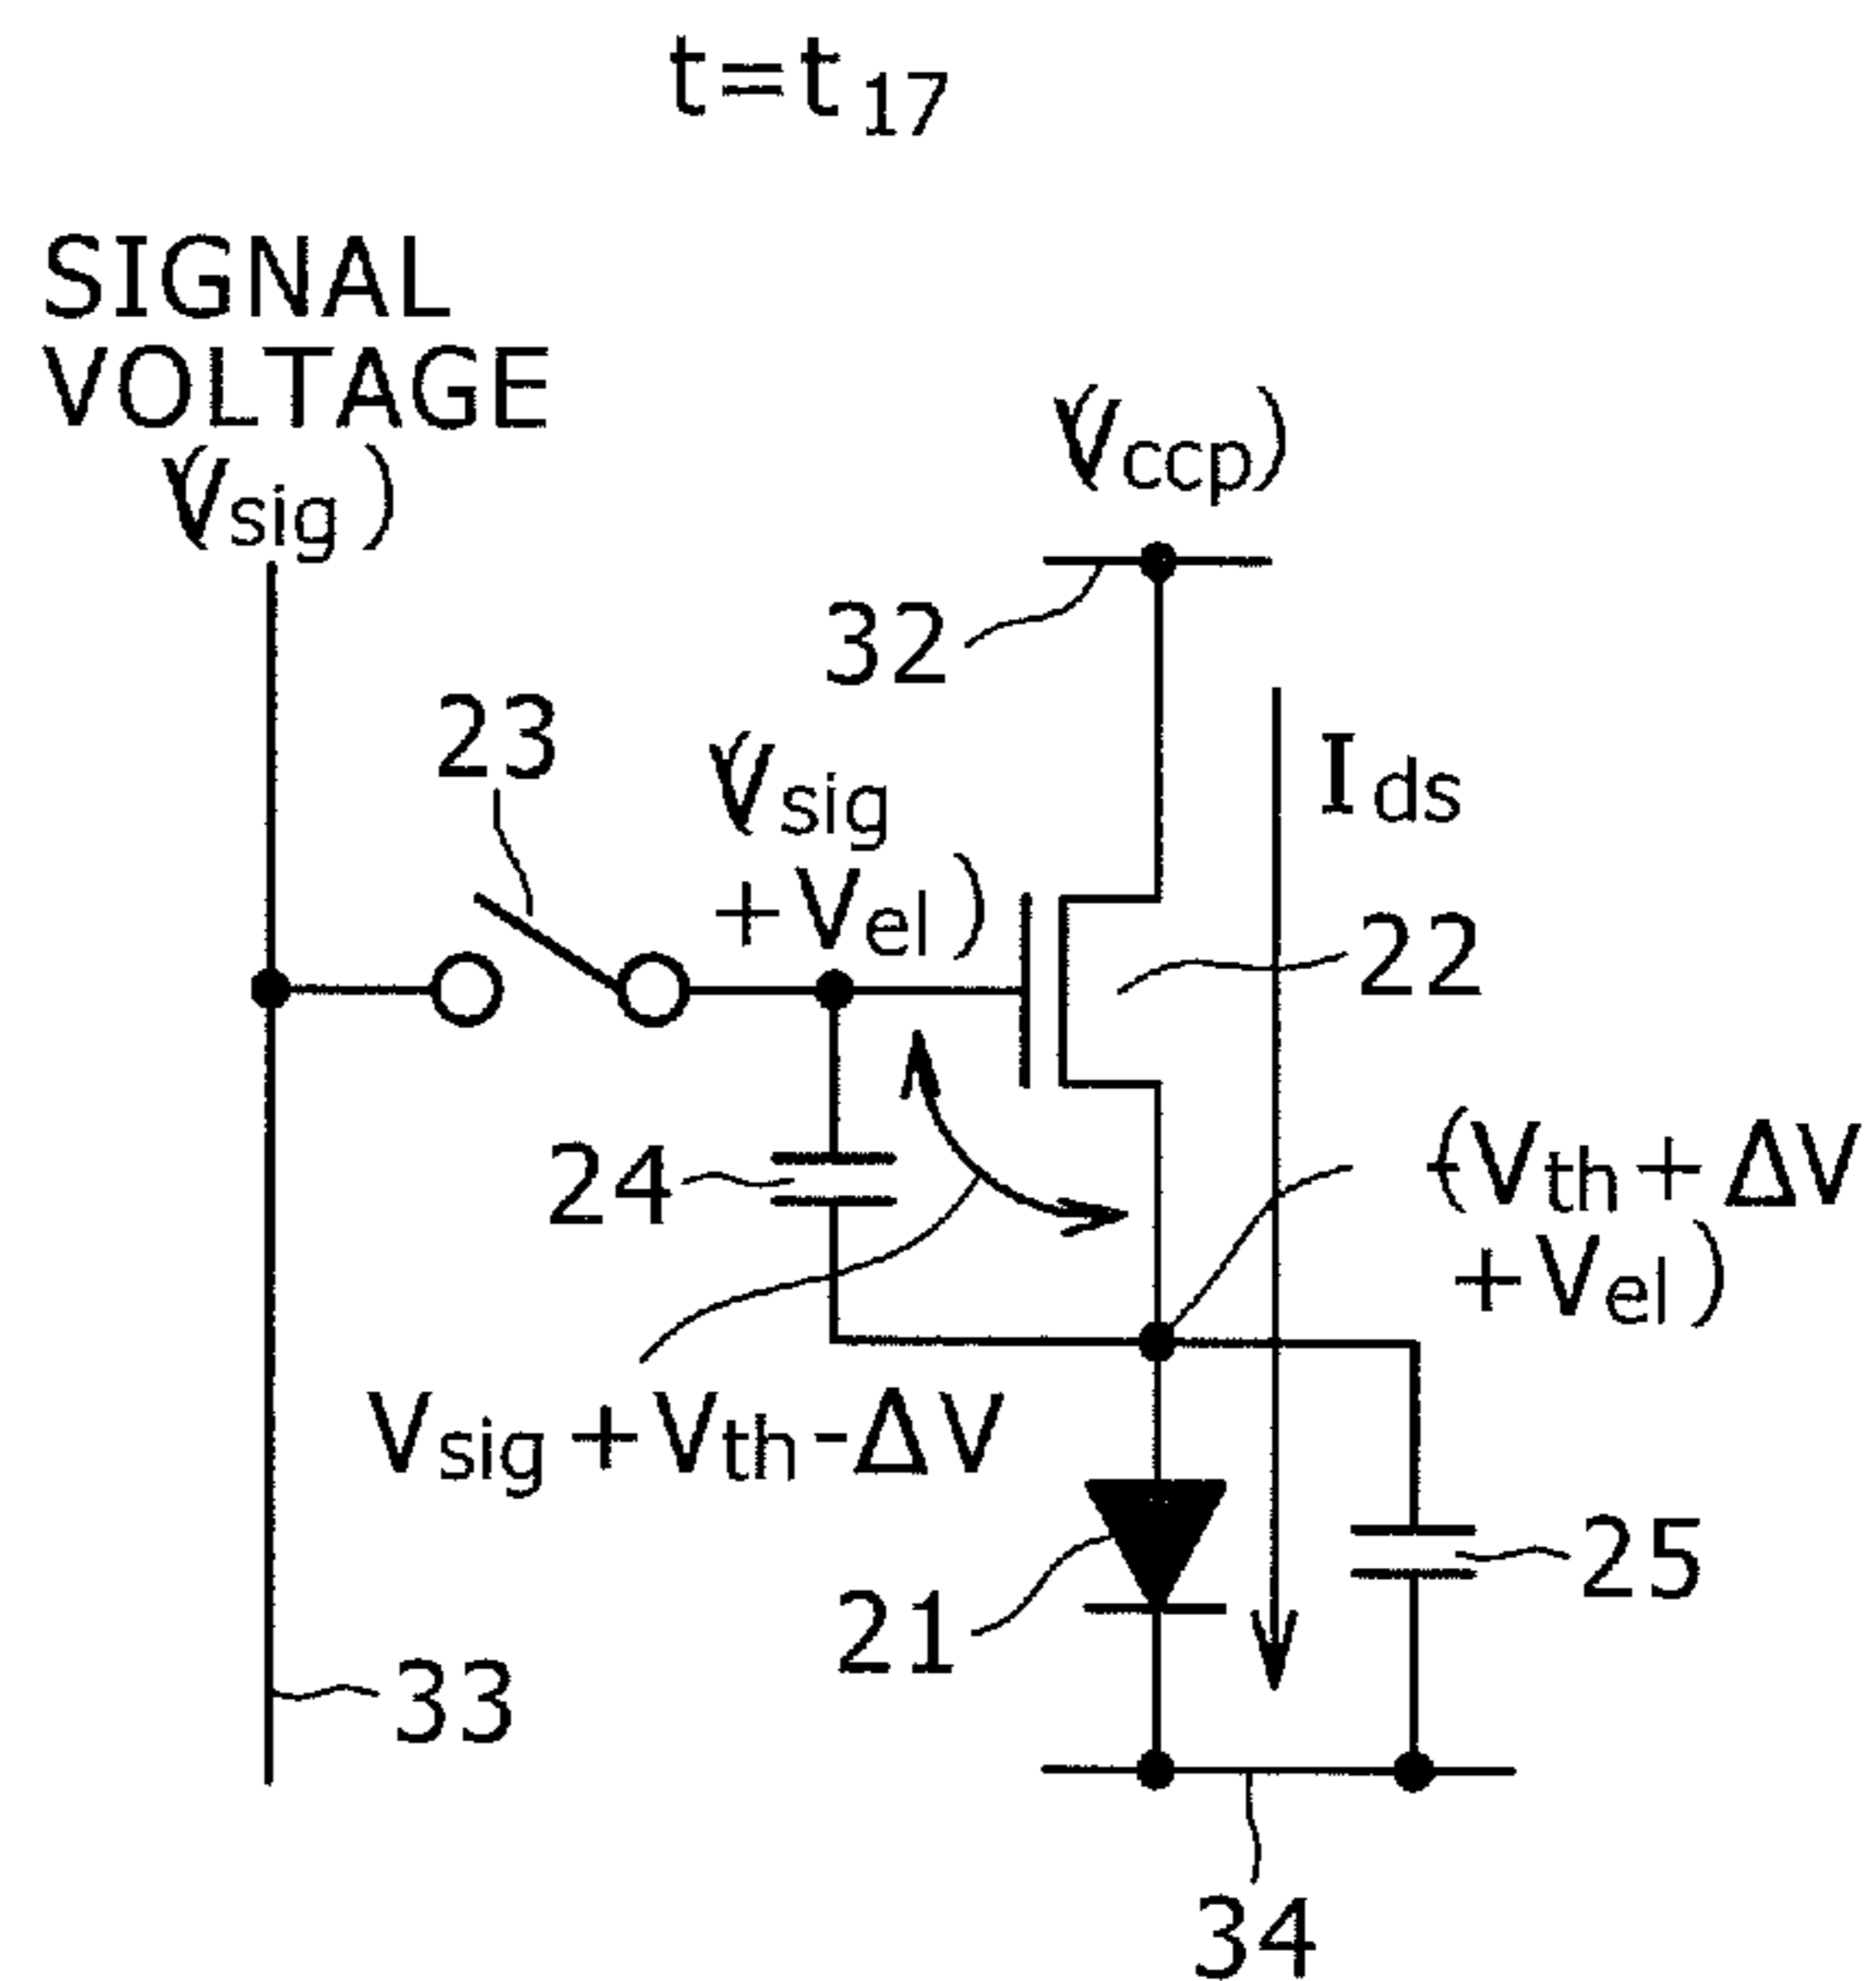 t=t17
SIGNAL
VOLTAGE
(Vsig)
(Vccp)
32
23
(Vsig
+Vel)
Ids
22
24
(-Vth+ΔV
+Vel)
Vsig+Vth-ΔV
21
25
33
34